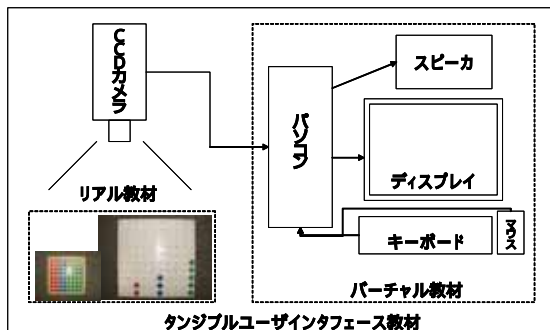 CCDカメラ
スピーカ
パソコン
ディスプレイ
リアル教材
キーボード
マウス
バーチャル教材
タンジブルユーザインタフェース教材